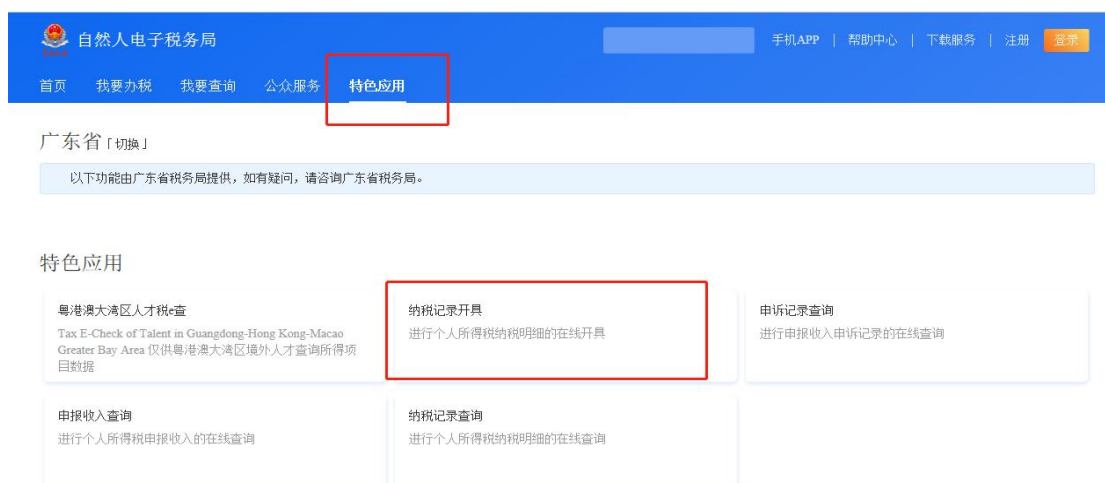 自然人电子税务局
手机APP | 帮助中心 | 下载服务 | 注册 登录
首页 我要办税 我要查询 公众服务 特色应用
广东省「切换」
以下功能由广东省税务局提供，如有疑问，请咨询广东省税务局。
特色应用
粤港澳大湾区人才税e查
Tax E-Check of Talent in Guangdong-Hong Kong-Macao
Greater Bay Area 仅供粤港澳大湾区境外人才查询所得项
目数据
纳税记录开具
进行个人所得税纳税明细的在线开具
申诉记录查询
进行申报收入申诉记录的在线查询
申报收入查询
进行个人所得税申报收入的在线查询
纳税记录查询
进行个人所得税纳税明细的在线查询